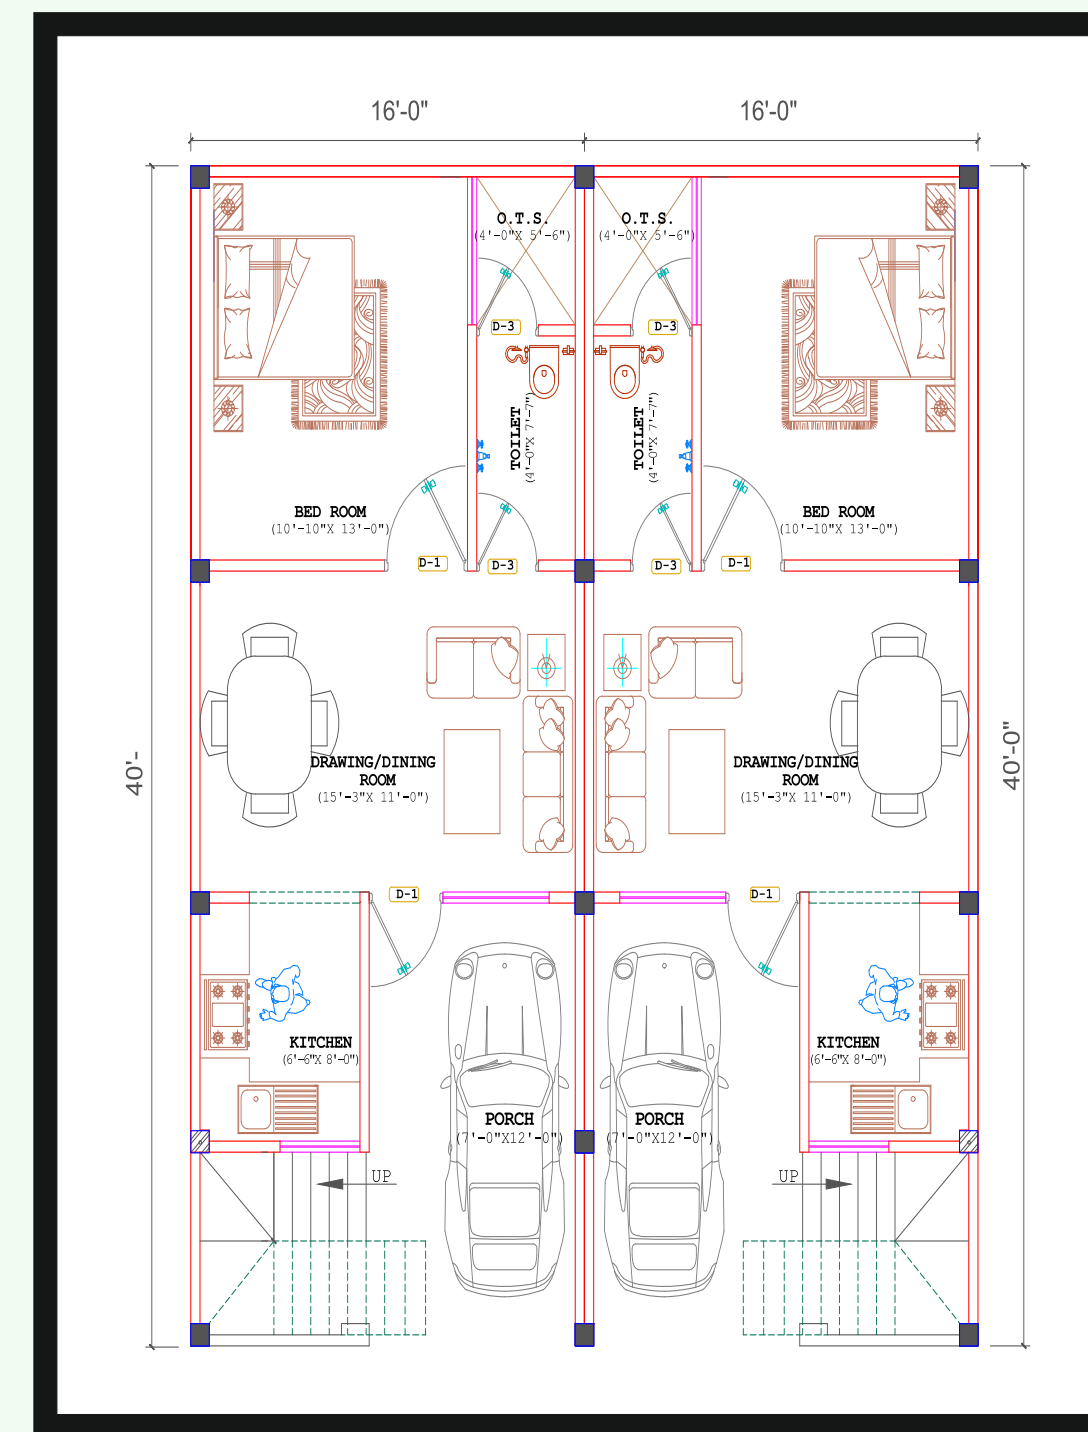 16'-0" 16'-0"
O.T.S. O.T.S.
(4'-0"X 5'-6") (4'-0"X 5'-6")
D-3 D-3
TOILET TOILET
(4'-0"X 7'-7") (4'-0"X 7'-7")
BED ROOM BED ROOM
(10'-10"X 13'-0") (10'-10"X 13'-0")
D-1 D-3 D-3 D-1
DRAWING/DINING DRAWING/DINING
ROOM ROOM
(15'-3"X 11'-0") (15'-3"X 11'-0")
40'- 40'-0"
D-1 D-1
KITCHEN KITCHEN
(6'-6"X 8'-0") (6'-6"X 8'-0")
PORCH PORCH
(7'-0"X12'-0") (7'-0"X12'-0")
UP UP